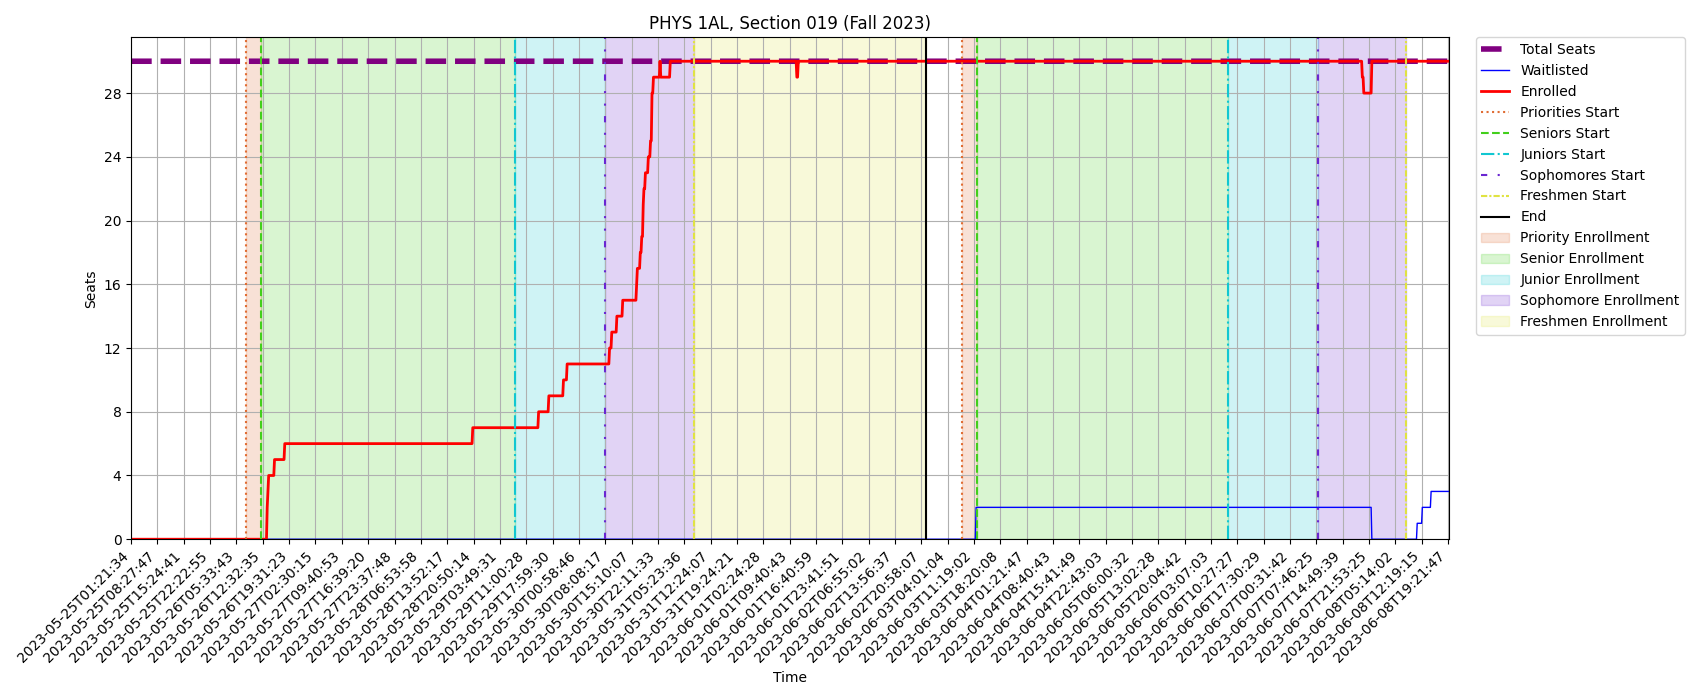 PHYS 1AL, Section 019 (Fall 2023)
Seats
28
24
20
16
12
8
4
0
2023-05-25T01:21:34
2023-05-25T08:27:47
2023-05-25T15:24:41
2023-05-25T22:22:55
2023-05-26T05:33:43
2023-05-26T12:32:35
2023-05-26T19:31:23
2023-05-27T02:30:15
2023-05-27T09:40:53
2023-05-27T16:39:20
2023-05-27T23:37:48
2023-05-28T06:53:58
2023-05-28T13:52:17
2023-05-28T20:50:14
2023-05-29T03:49:31
2023-05-29T11:00:28
2023-05-29T17:59:30
2023-05-30T00:58:46
2023-05-30T08:08:17
2023-05-30T15:10:07
2023-05-30T22:11:33
2023-05-31T05:23:36
2023-05-31T12:24:07
2023-05-31T19:24:21
2023-06-01T02:24:28
2023-06-01T09:40:43
2023-06-01T16:40:59
2023-06-01T23:41:51
2023-06-02T06:55:02
2023-06-02T13:56:37
2023-06-02T20:58:07
2023-06-03T04:01:04
2023-06-03T11:19:02
2023-06-03T18:20:08
2023-06-04T01:21:47
2023-06-04T08:40:43
2023-06-04T15:41:49
2023-06-04T22:43:03
2023-06-05T06:00:32
2023-06-05T13:02:28
2023-06-05T20:04:42
2023-06-06T03:07:03
2023-06-06T10:27:27
2023-06-06T17:30:29
2023-06-07T00:31:42
2023-06-07T07:46:25
2023-06-07T14:49:39
2023-06-07T21:53:25
2023-06-08T05:14:02
2023-06-08T12:19:15
2023-06-08T19:21:47
Time
Total Seats
Waitlisted
Enrolled
Priorities Start
Seniors Start
Juniors Start
Sophomores Start
Freshmen Start
End
Priority Enrollment
Senior Enrollment
Junior Enrollment
Sophomore Enrollment
Freshmen Enrollment